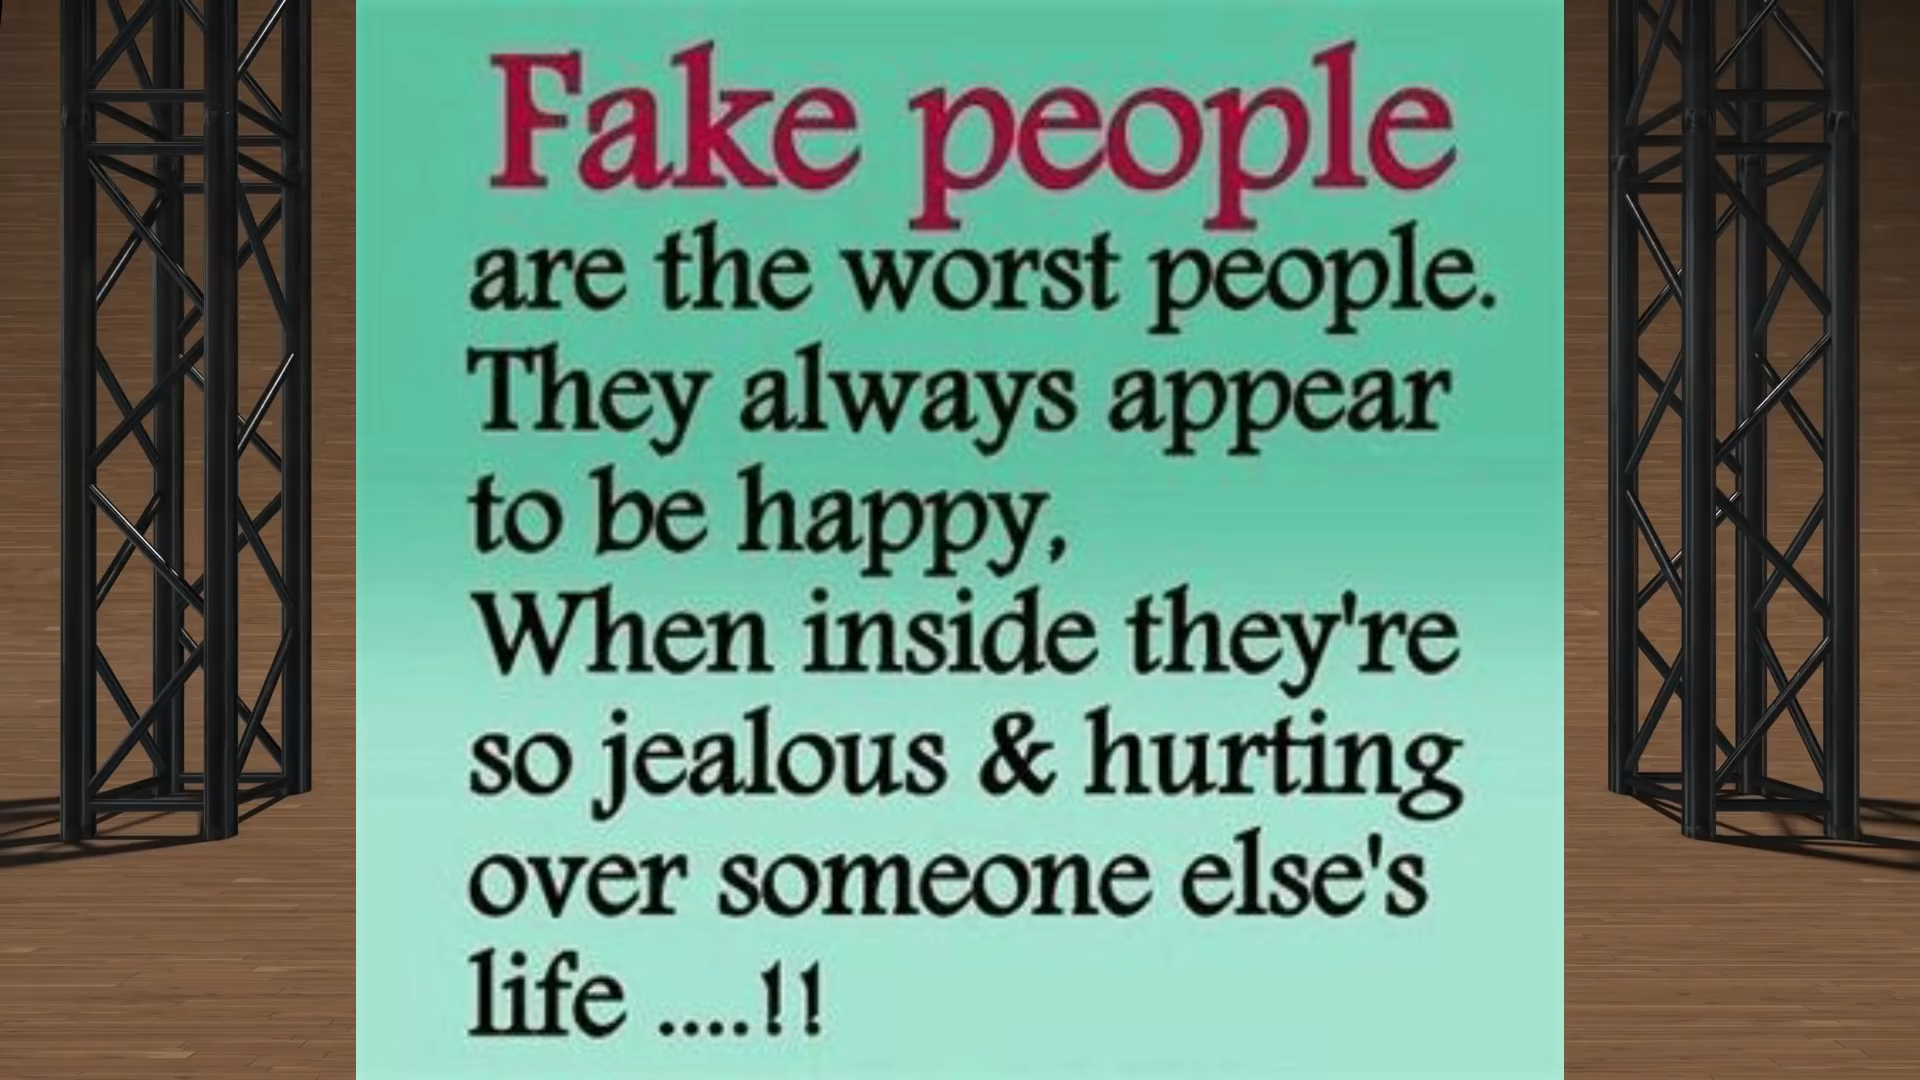 Fake people
are the worst people.
They always appear
to be happy,
When inside they're
so jealous & hurting
over someone else's
life ....!!